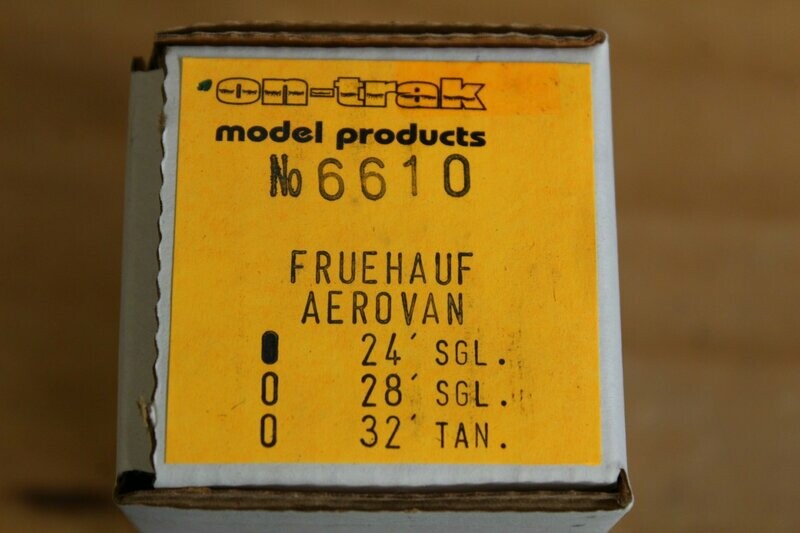 on-trak
model products
No 6610
FRUEHAUF
AEROVAN
24' SGL.
28' SGL.
32' TAN.